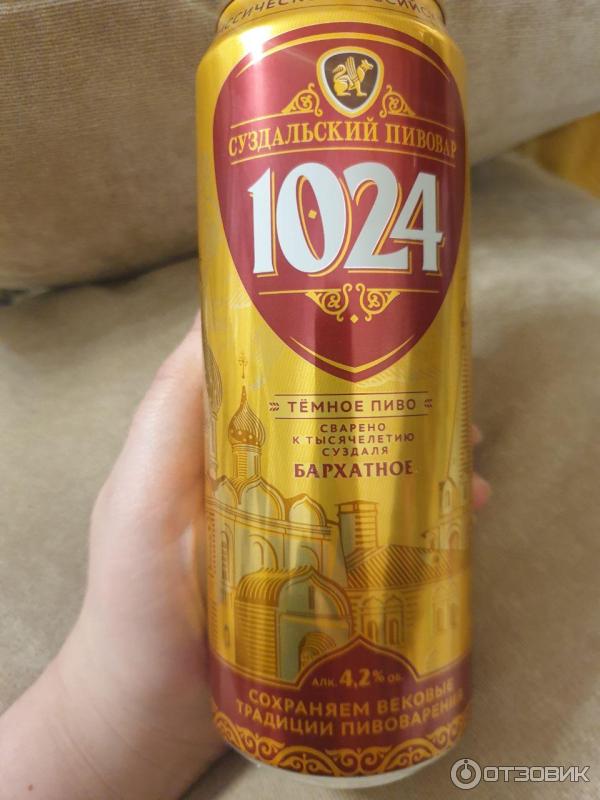 СУЗДАЛЬСКИЙ ПИВОВАР
1024
ТЁМНОЕ ПИВО
СВАРЕНО
К ТЫСЯЧЕЛЕТИЮ
СУЗДАЛЯ
БАРХАТНОЕ
АЛК. 4,2% ОБ.
СОХРАНЯЕМ ВЕКОВЫЕ
ТРАДИЦИИ ПИВОВАРЕНИЯ
ОТЗОВИК